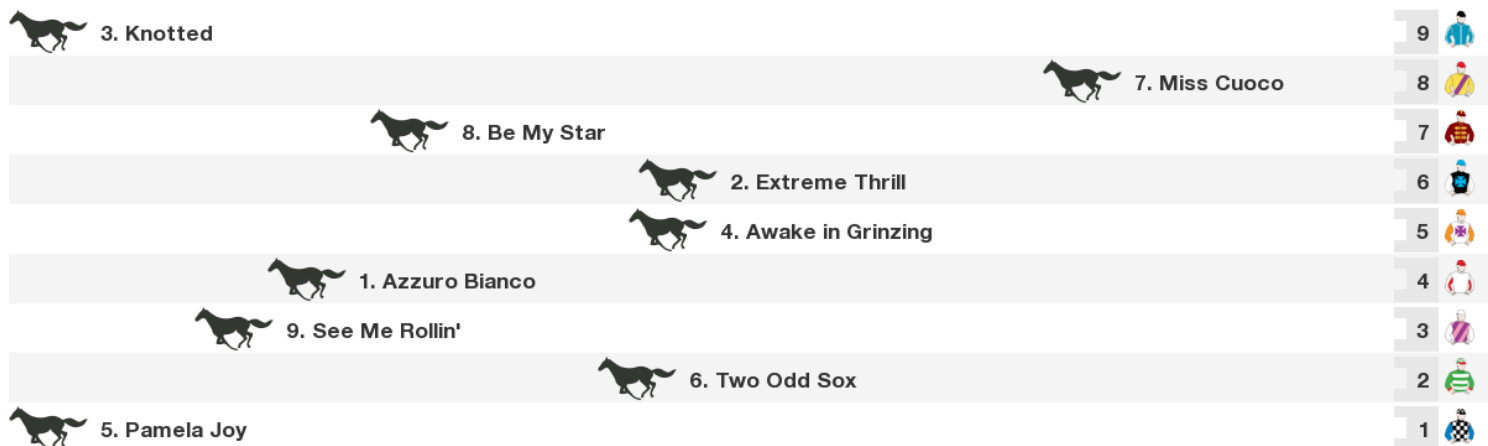 3. Knotted 9
7. Miss Cuoco 8
8. Be My Star 7
2. Extreme Thrill 6
4. Awake in Grinzing 5
1. Azzuro Bianco 4
9. See Me Rollin' 3
6. Two Odd Sox 2
5. Pamela Joy 1